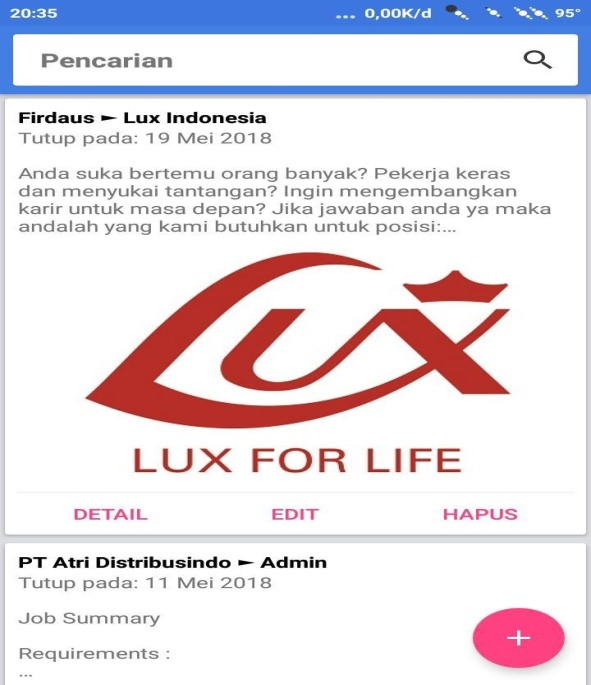 20:35 ... 0,00K/d 95°
Pencarian
Firdaus ► Lux Indonesia
Tutup pada: 19 Mei 2018
Anda suka bertemu orang banyak? Pekerja keras
dan menyukai tantangan? Ingin mengembangkan
karir untuk masa depan? Jika jawaban anda ya maka
andalah yang kami butuhkan untuk posisi:...
Lux
LUX FOR LIFE
DETAIL EDIT HAPUS
PT Atri Distribusindo ► Admin
Tutup pada: 11 Mei 2018
Job Summary
Requirements :
...
+